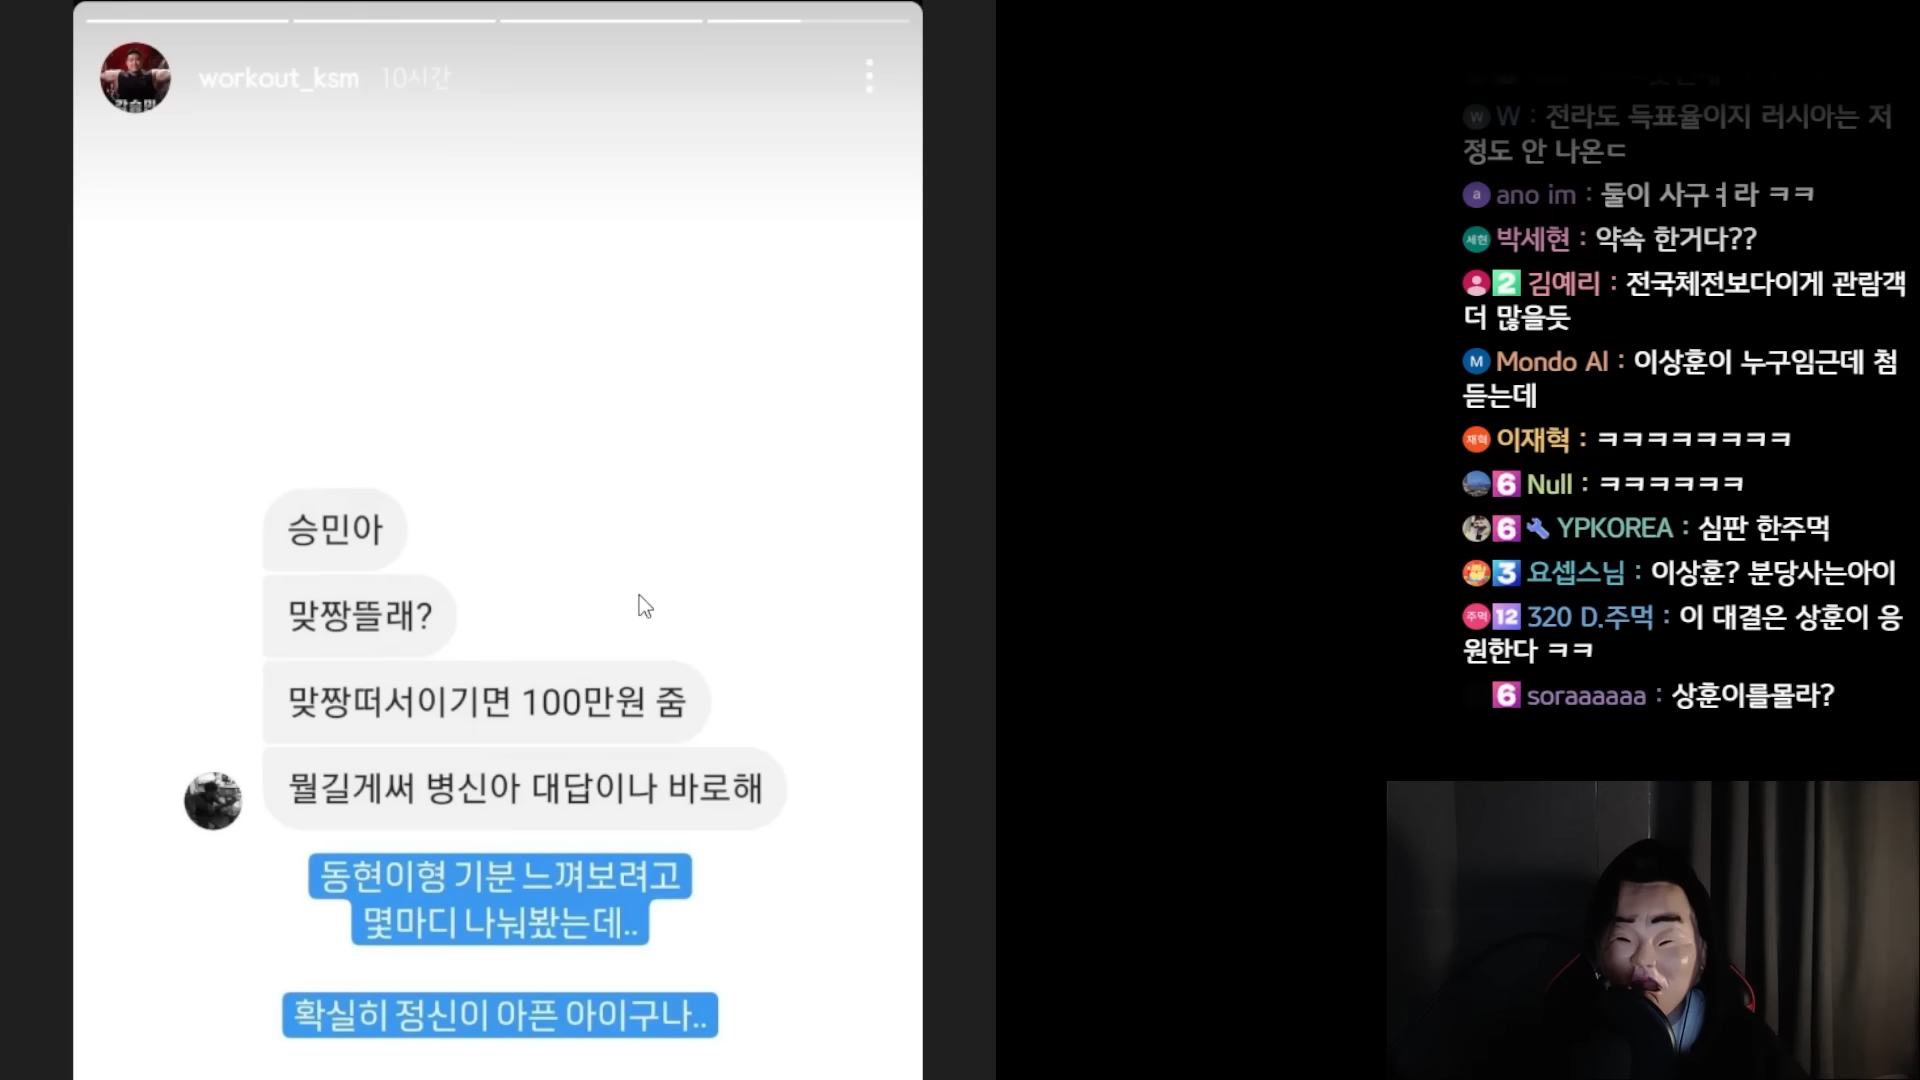 workout_ksm 10시간
승민아
맞짱뜰래?
맞짱떠서이기면 100만원 줌
뭘길게써 병신아 대답이나 바로해
동현이형 기분 느껴보려고
몇마디 나눠봤는데..
확실히 정신이 아픈 아이구나..
W W : 전라도 득표율이지 러시아는 저
정도 안 나온ㄷ
a ano im : 둘이 사구ㅕ라 ㅋㅋ
세현 박세현 : 약속 한거다??
2 김예리 : 전국체전보다이게 관람객
더 많을듯
M Mondo Al : 이상훈이 누구임근데 첨
듣는데
재혁 이재혁 : ㅋㅋㅋㅋㅋㅋㅋㅋ
6 Null : ㅋㅋㅋㅋㅋㅋ
6 YPKOREA : 심판 한주먹
3 요셉스님 : 이상훈? 분당사는아이
주먹 12 320 D.주먹 : 이 대결은 상훈이 응
원한다 ㅋㅋ
6 soraaaaaa : 상훈이를몰라?